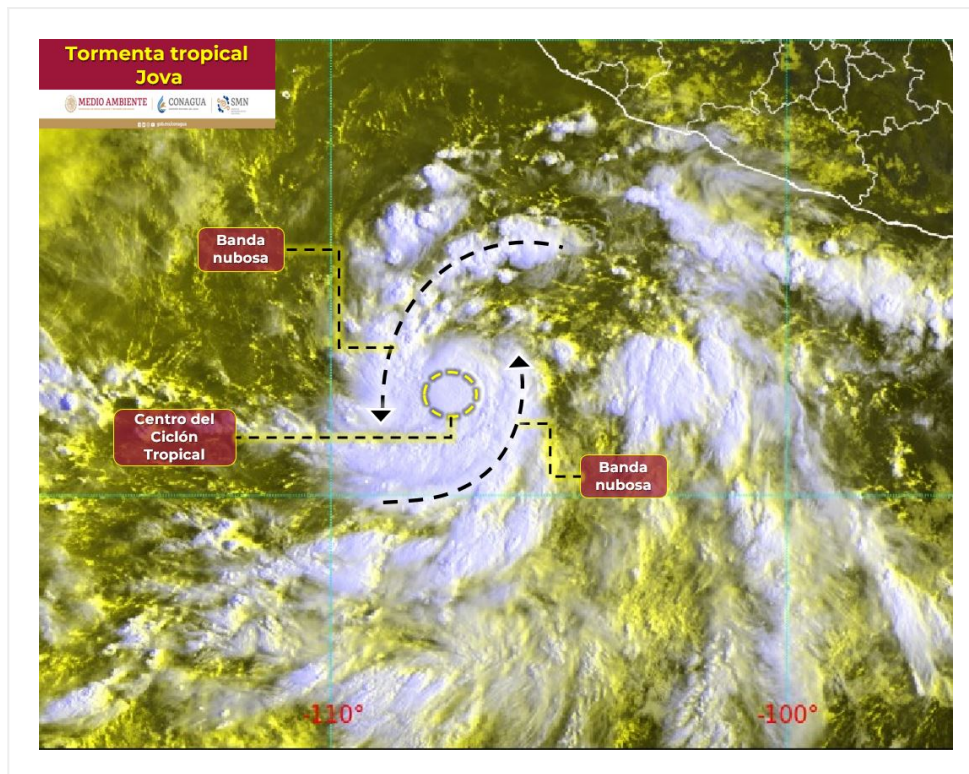 Tormenta tropical
Jova
MEDIO AMBIENTE
CONAGUA
SMN
Banda
nubosa
Centro del
Ciclón
Tropical
Banda
nubosa
-110°
-100°